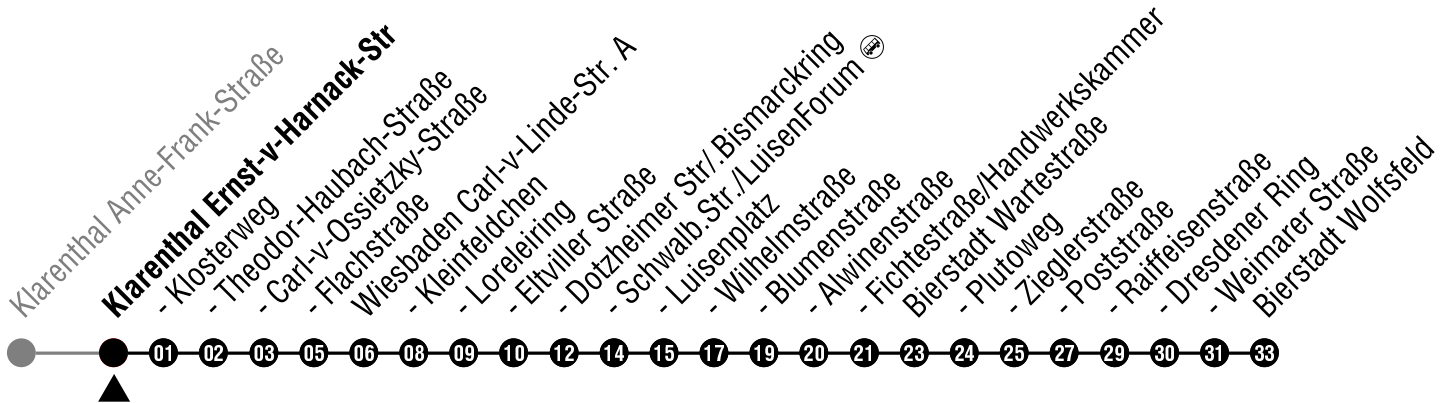 Klarenthal Anne-Frank-Straße
Klarenthal Ernst-v-Harnack-Str
- Klosterweg
- Theodor-Haubach-Straße
- Carl-v-Ossietzky-Straße
- Flachstraße
Wiesbaden Carl-v-Linde-Str. A
- Kleinfeldchen
- Loreleiring
- Eltviller Straße
- Dotzheimer Str/.Bismarckring
- Schwalb.Str./LuisenForum
- Luisenplatz
- Wilhelmstraße
- Blumenstraße
- Alwinenstraße
- Fichtestraße/Handwerkskammer
Bierstadt Wartestraße
- Plutoweg
- Zieglerstraße
- Poststraße
- Raiffeisenstraße
- Dresdener Ring
- Weimarer Straße
Bierstadt Wolfsfeld
01 02 03 05 06 08 09 10 12 14 15 17 19 20 21 23 24 25 27 29 30 31 33